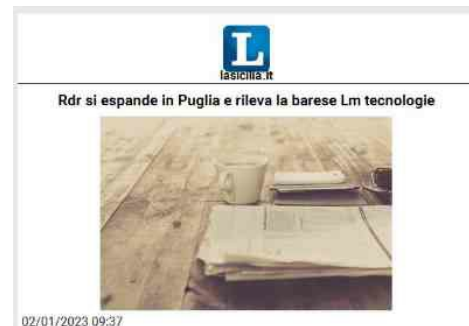 L
lasicilia.it
Rdr si espande in Puglia e rileva la barese Lm tecnologie
02/01/2023 09:37